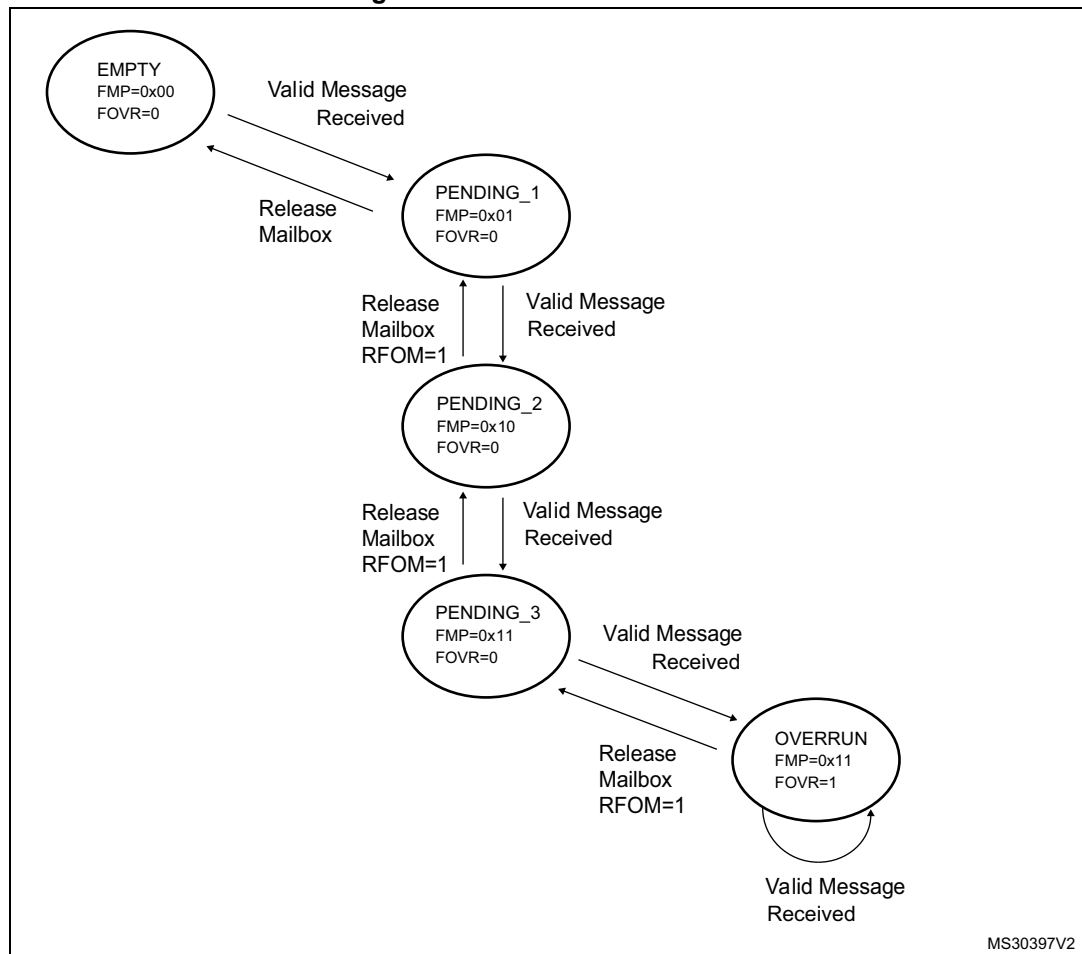 EMPTY
FMP=0x00
FOVR=0
Valid Message
Received
Release
Mailbox
PENDING_1
FMP=0x01
FOVR=0
Release
Mailbox
RFOM=1
Valid Message
Received
PENDING_2
FMP=0x10
FOVR=0
Release
Mailbox
RFOM=1
Valid Message
Received
PENDING_3
FMP=0x11
FOVR=0
Valid Message
Received
Release
Mailbox
RFOM=1
OVERRUN
FMP=0x11
FOVR=1
Valid Message
Received
MS30397V2